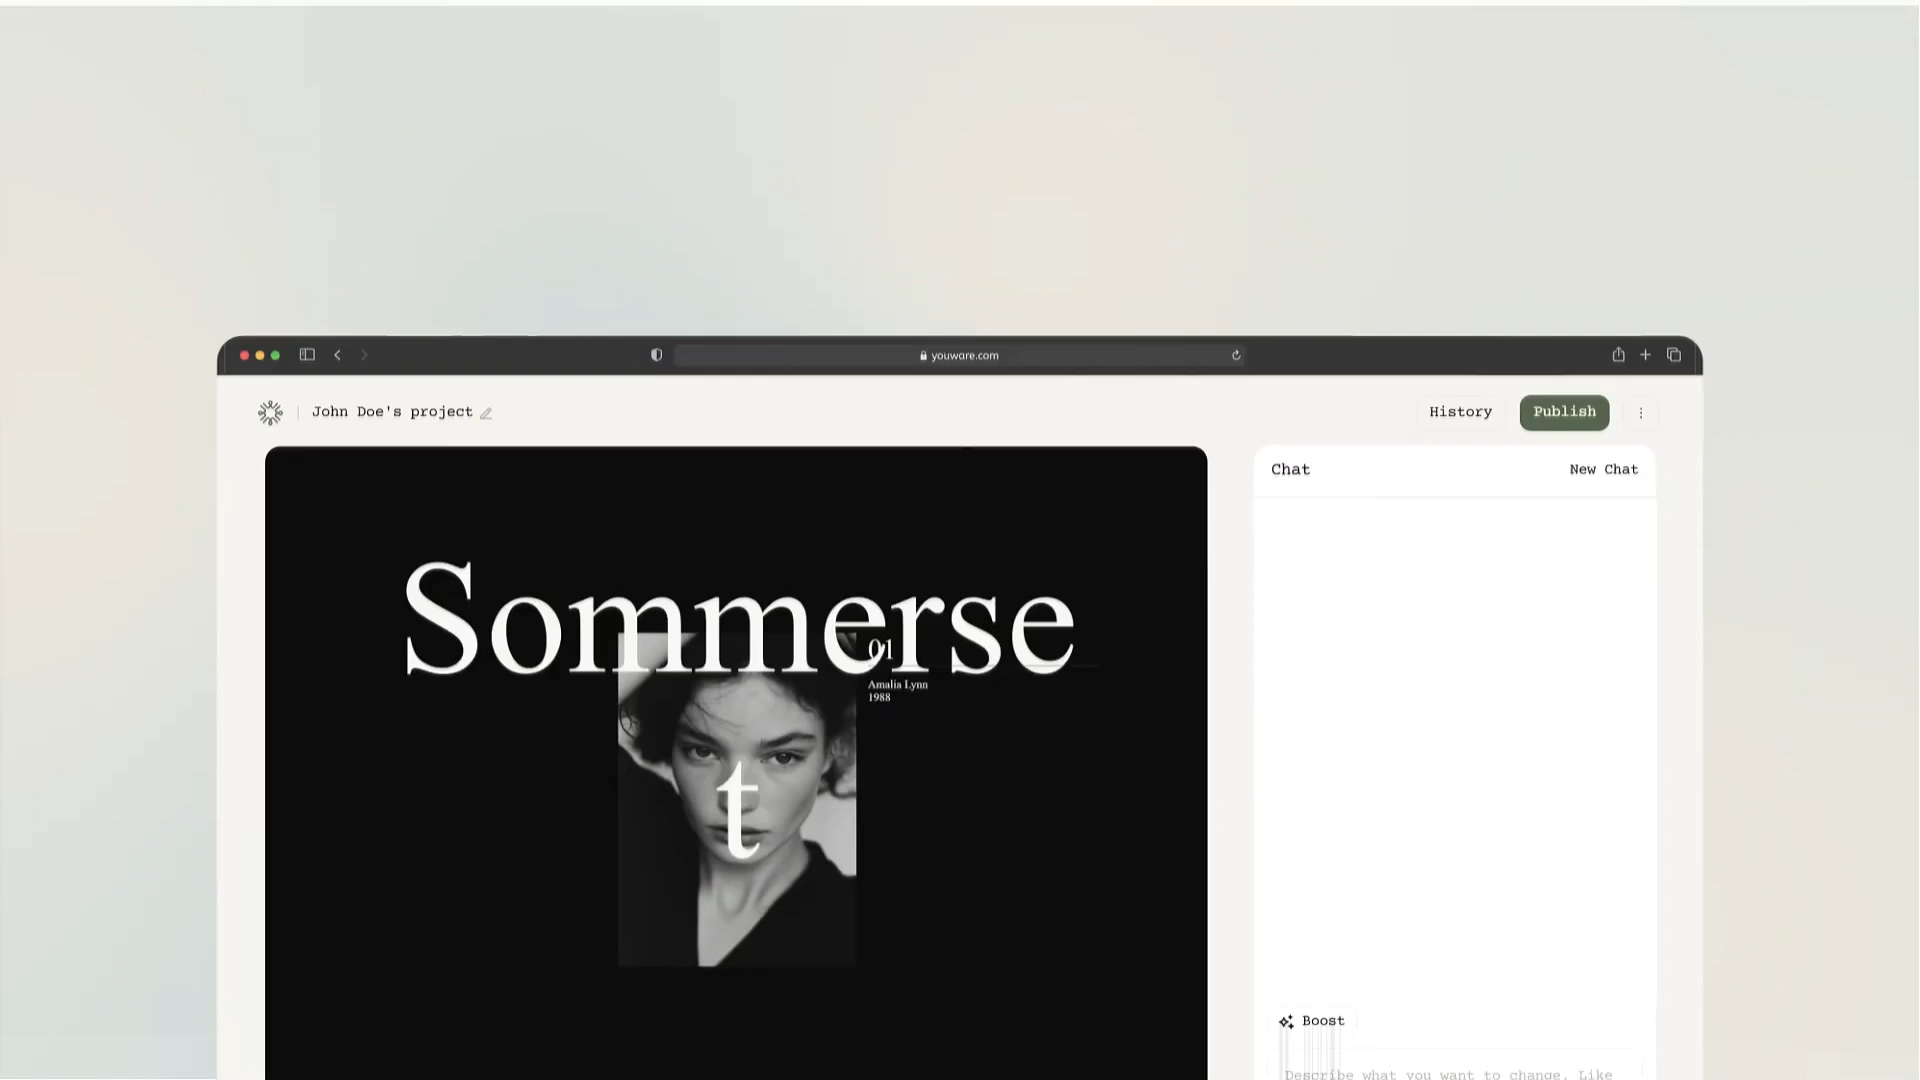 youware.com
John Doe's project
History
Publish
Chat
New Chat
Sommerse
t
01
Amalia Lynn
1988
Boost
Describe what you want to change. Like